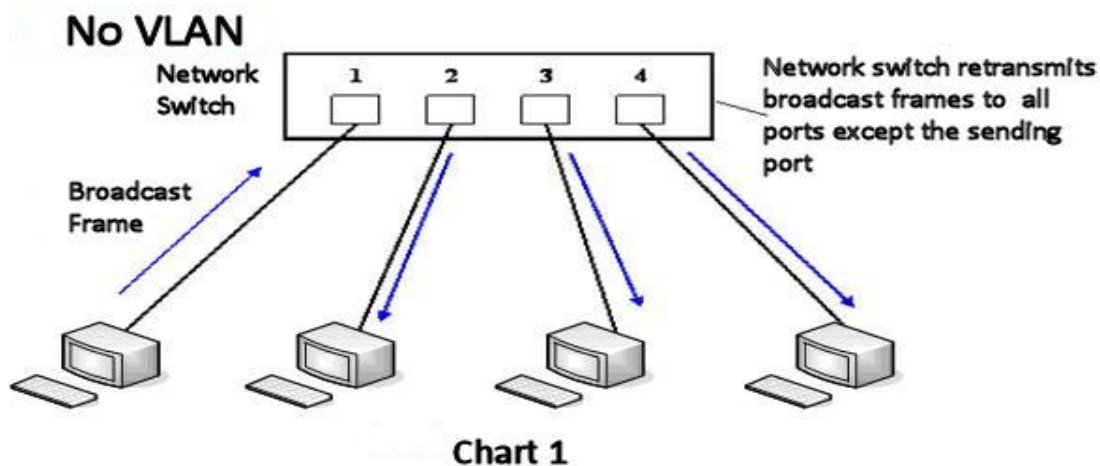 No VLAN
Network
Switch
1 2 3 4
Network switch retransmits
broadcast frames to all
ports except the sending
port
Broadcast
Frame
Chart 1